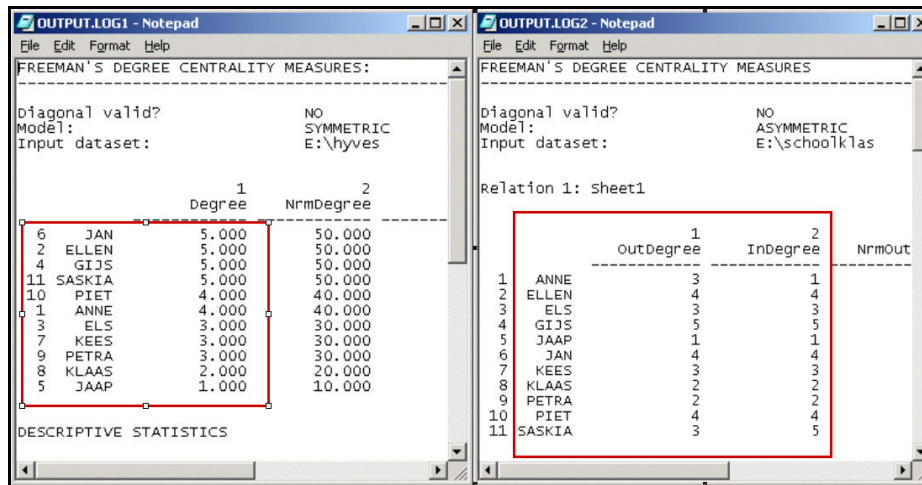 OUTPUT.LOG1 - Notepad
File Edit Format Help
FREEMAN'S DEGREE CENTRALITY MEASURES:
Diagonal valid? NO
Model: SYMMETRIC
Input dataset: E:\hyves
1 2
Degree NrmDegree
6 JAN 5.000 50.000
2 ELLEN 5.000 50.000
4 GIJS 5.000 50.000
11 SASKIA 5.000 50.000
10 PIET 4.000 40.000
1 ANNE 4.000 40.000
3 ELS 3.000 30.000
7 KEES 3.000 30.000
9 PETRA 3.000 30.000
8 KLAAS 2.000 20.000
5 JAAP 1.000 10.000
DESCRIPTIVE STATISTICS
OUTPUT.LOG2 - Notepad
File Edit Format Help
FREEMAN'S DEGREE CENTRALITY MEASURES
Diagonal valid? NO
Model: ASYMMETRIC
Input dataset: E:\schoolklas
Relation 1: Sheet1
1 2
OutDegree InDegree NrmOut
1 ANNE 3 1
2 ELLEN 4 4
3 ELS 3 3
4 GIJS 5 5
5 JAAP 1 1
6 JAN 4 4
7 KEES 3 3
8 KLAAS 2 2
9 PETRA 2 2
10 PIET 4 4
11 SASKIA 3 5